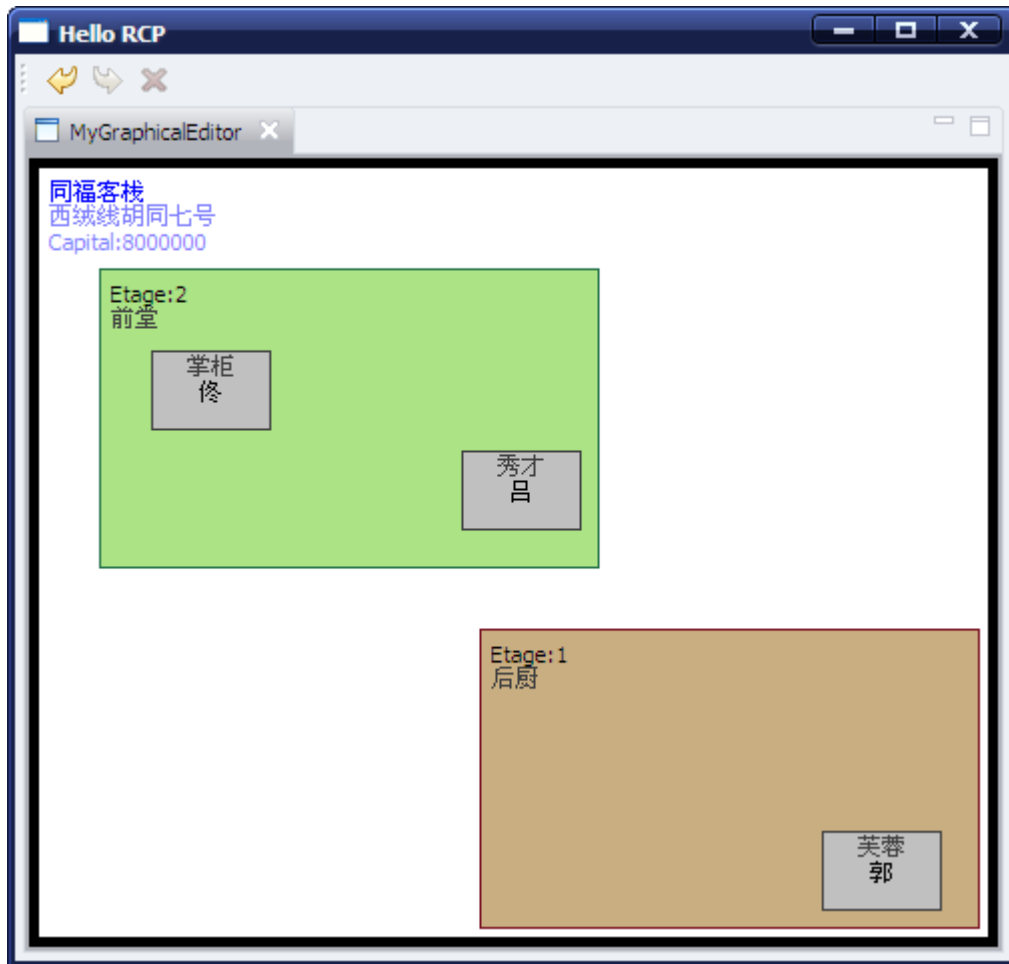 Hello RCP
MyGraphicalEditor
同福客栈
西绒线胡同七号
Capital:8000000
Etage:2
前堂
掌柜
佟
秀才
吕
Etage:1
后厨
芙蓉
郭